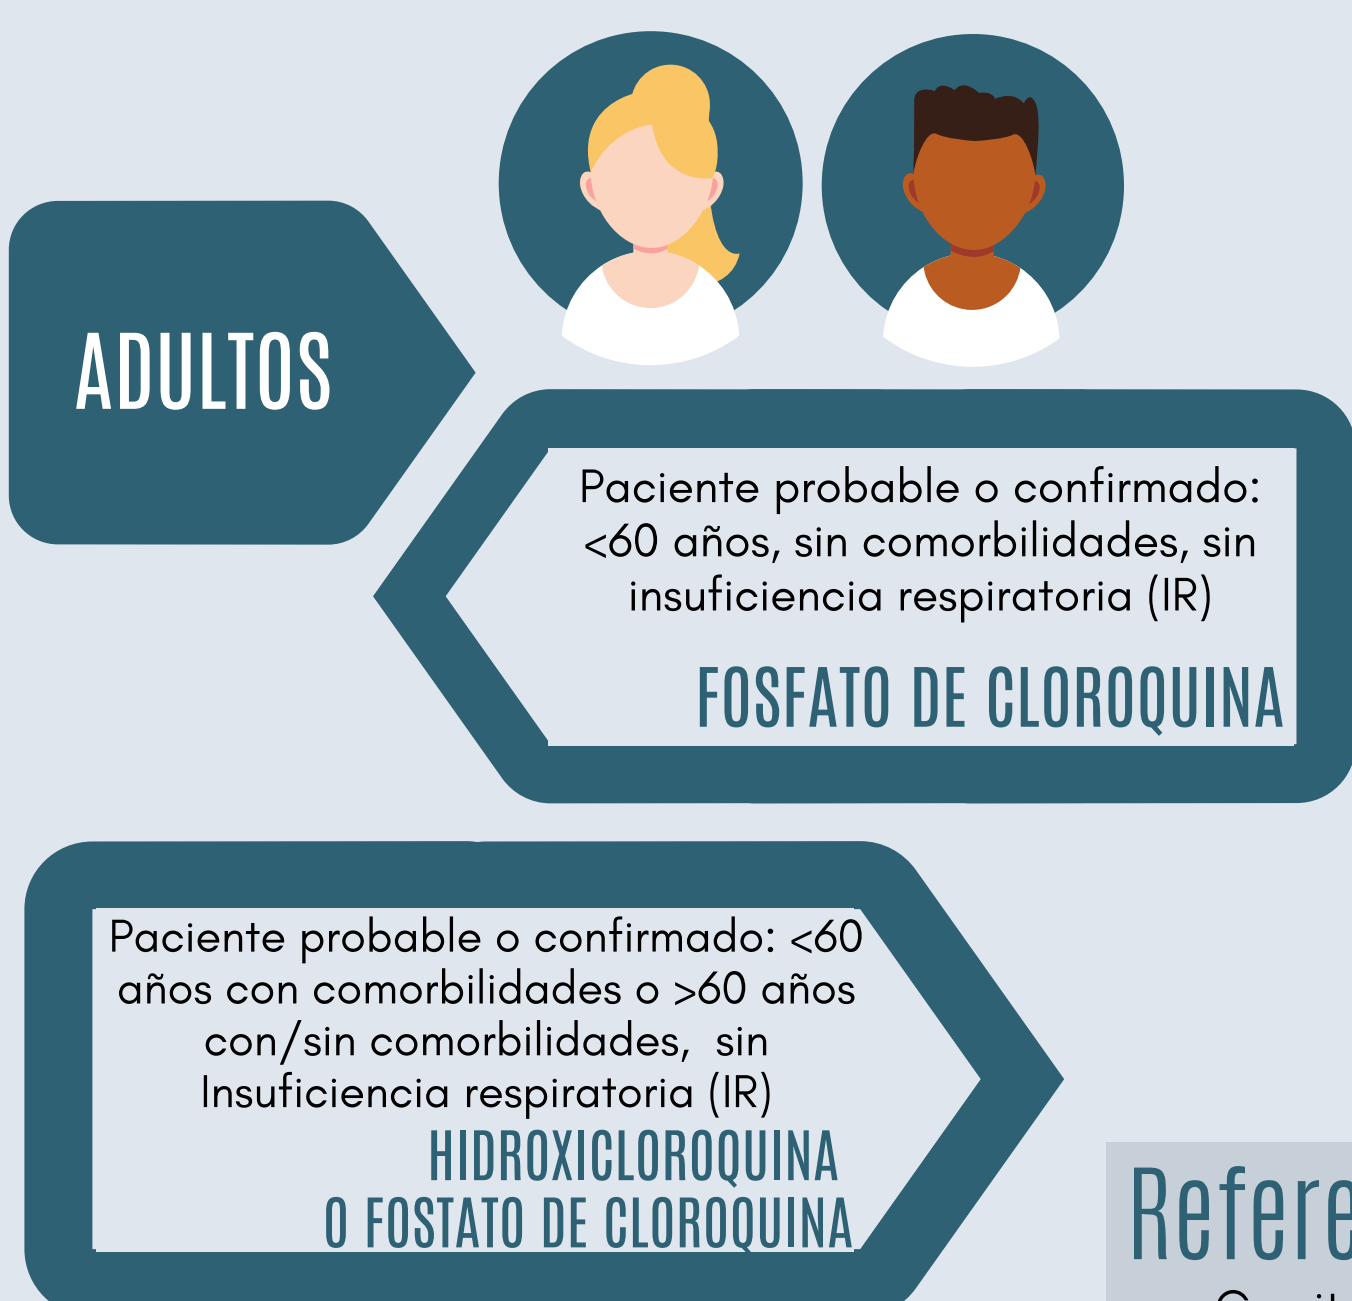 ADULTOS
Paciente probable o confirmado:
<60 años, sin comorbilidades, sin
insuficiencia respiratoria (IR)
FOSFATO DE CLOROQUINA
Paciente probable o confirmado: <60
años con comorbilidades o >60 años
con/sin comorbilidades, sin
Insuficiencia respiratoria (IR)
HIDROXICLOROQUINA
O FOSTATO DE CLOROQUINA
Refere